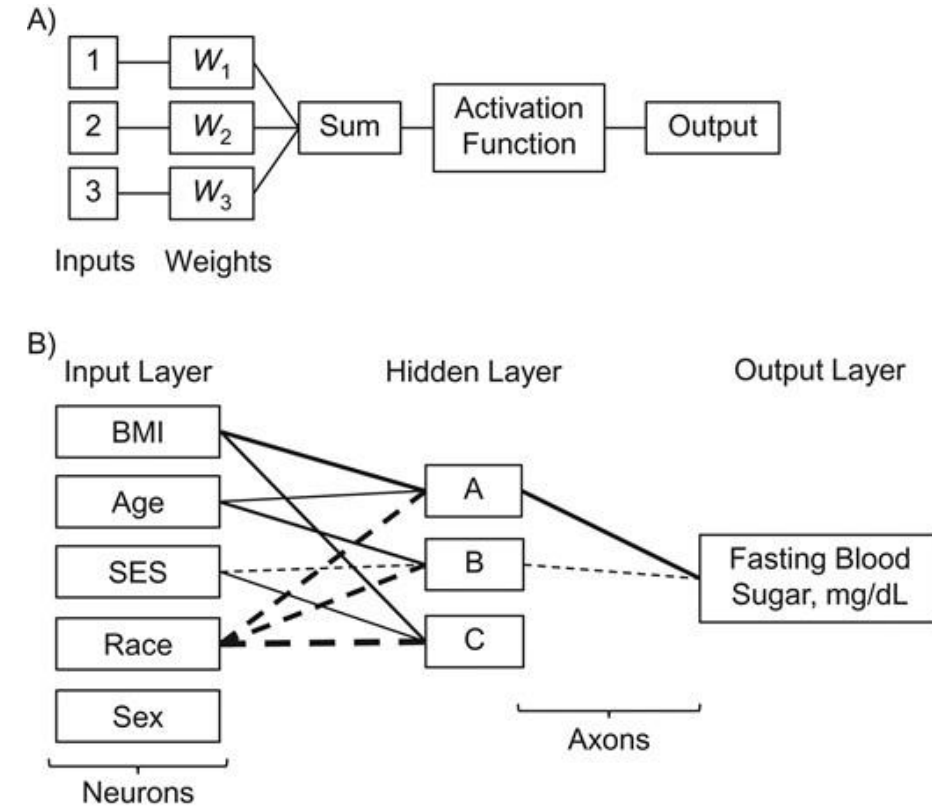 A)
1
W1
2
W2
3
W3
Sum
Activation
Function
Output
Inputs
Weights
B)
Input Layer
Hidden Layer
Output Layer
BMI
Age
SES
Race
Sex
A
B
C
Fasting Blood
Sugar, mg/dL
Axons
Neurons